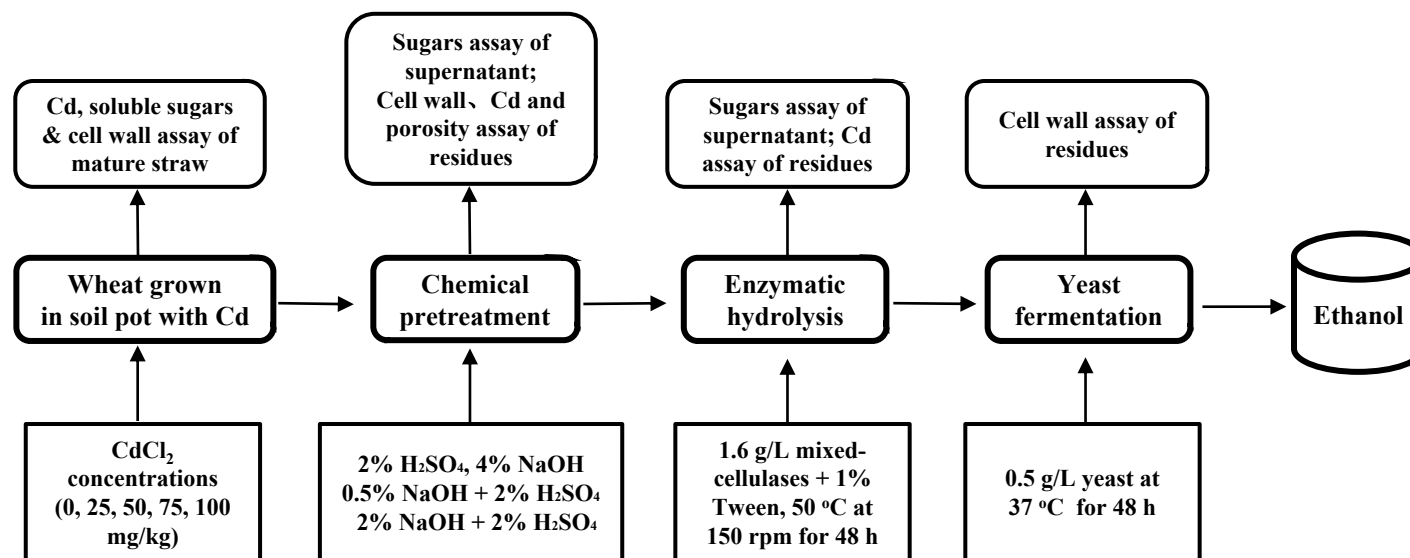 Cd, soluble sugars
& cell wall assay of
mature straw
Sugars assay of
supernatant;
Cell wall、Cd and
porosity assay of
residues
Sugars assay of
supernatant; Cd
assay of residues
Cell wall assay of
residues
Wheat grown
in soil pot with Cd
Chemical
pretreatment
Enzymatic
hydrolysis
Yeast
fermentation
Ethanol
CdCl₂
concentrations
(0, 25, 50, 75, 100
mg/kg)
2% H₂SO₄, 4% NaOH
0.5% NaOH + 2% H₂SO₄
2% NaOH + 2% H₂SO₄
1.6 g/L mixed-
cellulases + 1%
Tween, 50 ºC at
150 rpm for 48 h
0.5 g/L yeast at
37 ºC for 48 h